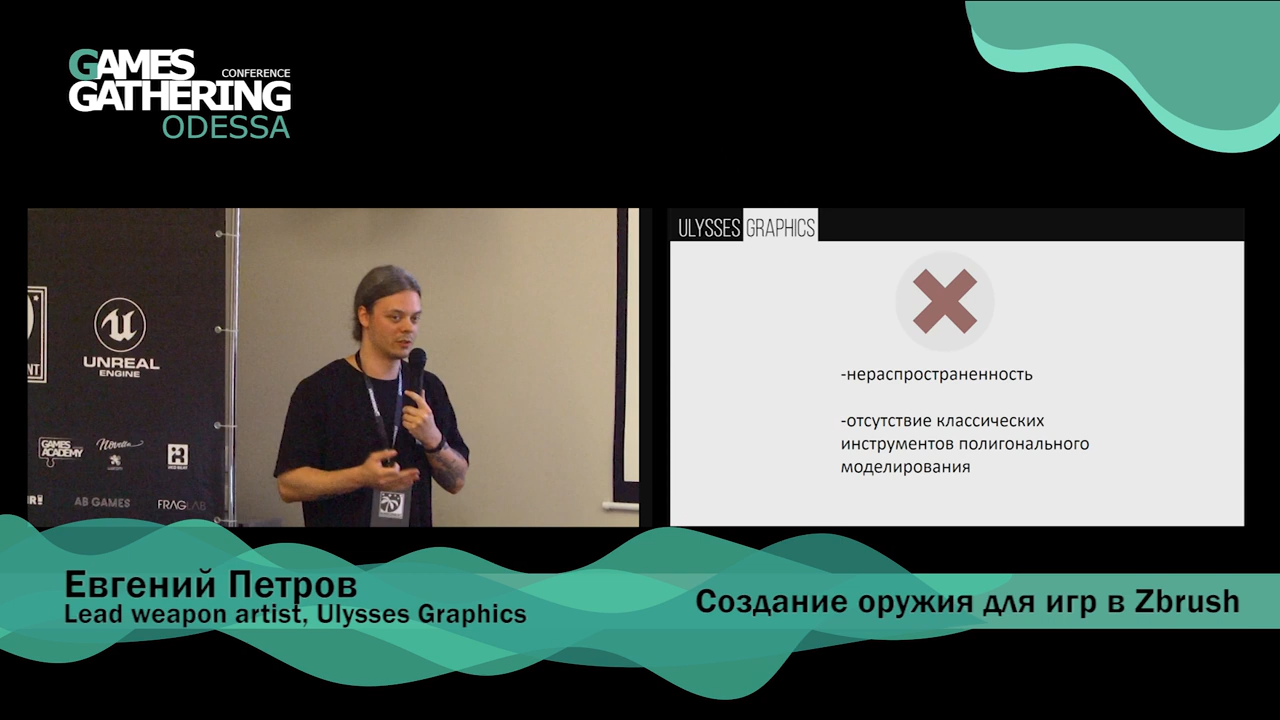 GAMES
CONFERENCE
GATHERING
ODESSA
ULYSSES GRAPHICS
UNREAL
ENGINE
GAMES
ACADEMY
Novella
AB GAMES
FRAGLAB
-нераспространенность
-отсутствие классических
инструментов полигонального
моделирования
Евгений Петров
Lead weapon artist, Ulysses Graphics
Создание оружия для игр в Zbrush